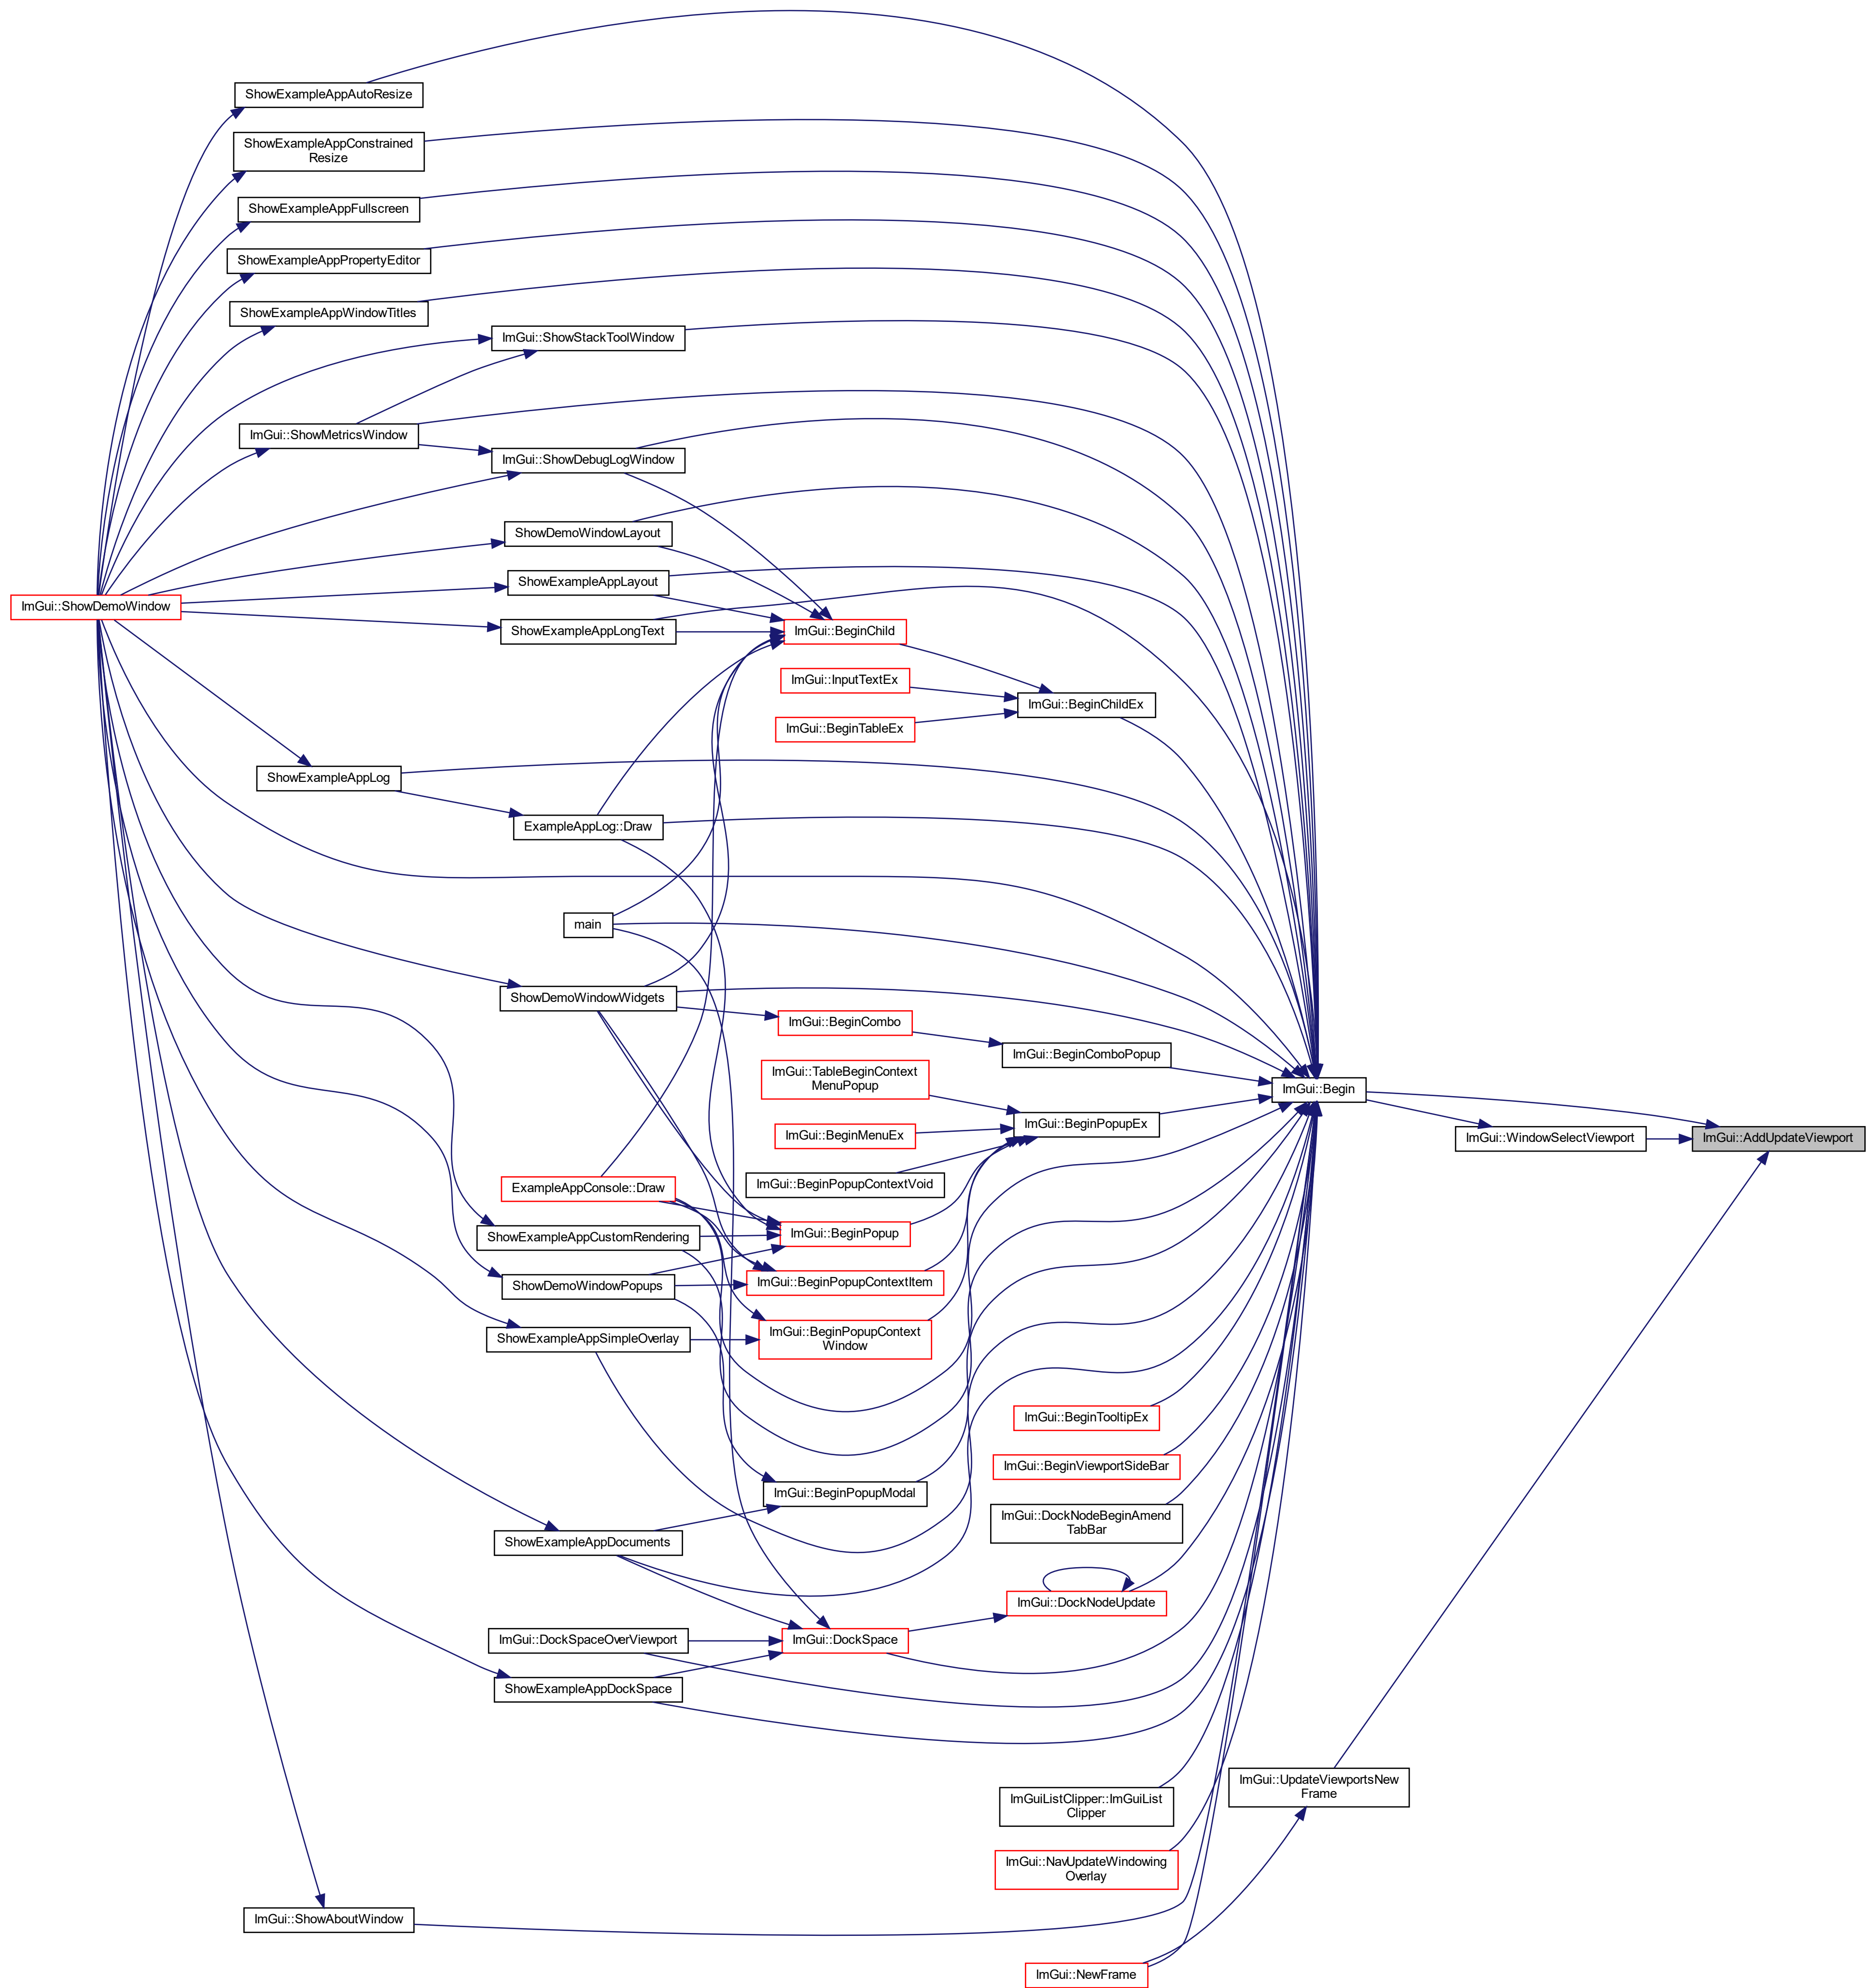 ShowExampleAppAutoResize
ShowExampleAppConstrained
Resize
ShowExampleAppFullscreen
ShowExampleAppPropertyEditor
ShowExampleAppWindowTitles
ImGui::ShowStackToolWindow
ImGui::ShowMetricsWindow
ImGui::ShowDebugLogWindow
ShowDemoWindowLayout
ShowExampleAppLayout
ImGui::ShowDemoWindow
ShowExampleAppLongText
ImGui::BeginChild
ImGui::InputTextEx
ImGui::BeginChildEx
ImGui::BeginTableEx
ShowExampleAppLog
ExampleAppLog::Draw
main
ShowDemoWindowWidgets
ImGui::BeginCombo
ImGui::BeginComboPopup
ImGui::TableBeginContext
MenuPopup
ImGui::Begin
ImGui::BeginPopupEx
ImGui::BeginMenuEx
ImGui::WindowSelectViewport
ImGui::AddUpdateViewport
ImGui::BeginPopupContextVoid
ExampleAppConsole::Draw
ImGui::BeginPopup
ShowExampleAppCustomRendering
ImGui::BeginPopupContextItem
ShowDemoWindowPopups
ImGui::BeginPopupContext
Window
ShowExampleAppSimpleOverlay
ImGui::BeginTooltipEx
ImGui::BeginViewportSideBar
ImGui::BeginPopupModal
ImGui::DockNodeBeginAmend
TabBar
ShowExampleAppDocuments
ImGui::DockNodeUpdate
ImGui::DockSpaceOverViewport
ImGui::DockSpace
ShowExampleAppDockSpace
ImGui::UpdateViewportsNew
Frame
ImGuiListClipper::ImGuiList
Clipper
ImGui::NavUpdateWindowing
Overlay
ImGui::ShowAboutWindow
ImGui::NewFrame